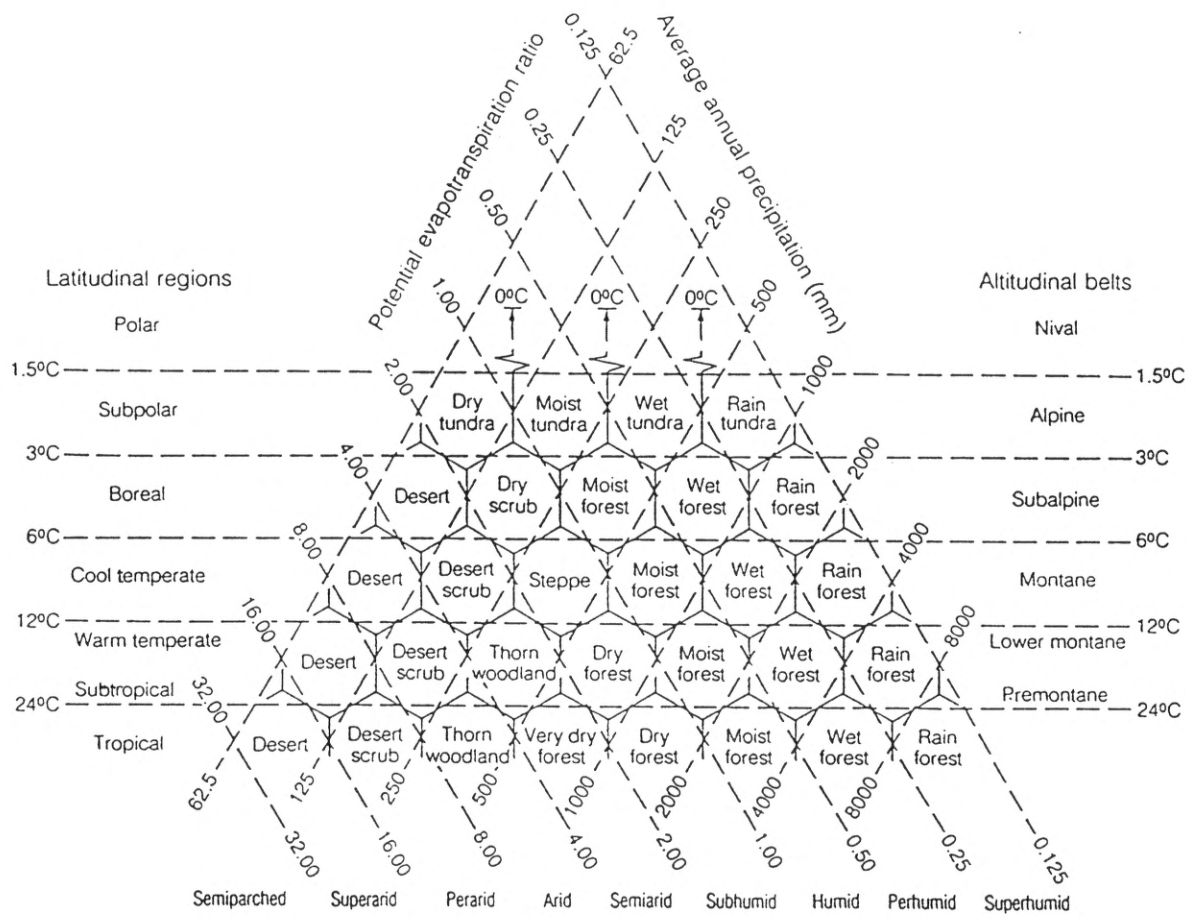 Potential evapotranspiration ratio
Average annual precipitation (mm)
0.125
62.5
0.25
125
0.50
250
Latitudinal regions
Altitudinal belts
1.00
0ºC
0ºC
0ºC
500
Polar
Nival
1.5ºC
2.00
1000
1.5ºC
Subpolar
Dry tundra
Moist tundra
Wet tundra
Rain tundra
Alpine
3ºC
4.00
2000
3ºC
Boreal
Desert
Dry scrub
Moist forest
Wet forest
Rain forest
Subalpine
6ºC
8.00
4000
6ºC
Cool temperate
Desert
Desert scrub
Steppe
Moist forest
Wet forest
Rain forest
Montane
12ºC
16.00
8000
12ºC
Warm temperate
Desert
Desert scrub
Thorn woodland
Dry forest
Moist forest
Wet forest
Rain forest
Lower montane
Subtropical
Premontane
24ºC
32.00
24ºC
Tropical
Desert
Desert scrub
Thorn woodland
Very dry forest
Dry forest
Moist forest
Wet forest
Rain forest
62.5
125
250
500
1000
2000
4000
8000
32.00
16.00
8.00
4.00
2.00
1.00
0.50
0.25
0.125
Semiparched
Superarid
Perarid
Arid
Semiarid
Subhumid
Humid
Perhumid
Superhumid